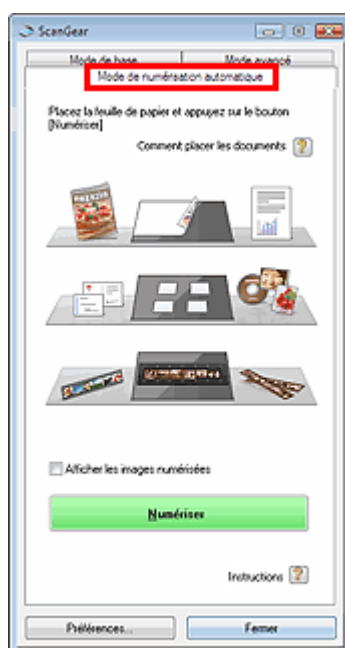 ScanGear
Mode de base Mode avancé
Mode de numérisation automatique
Placez la feuille de papier et appuyez sur le bouton
[Numériser]
Comment placer les documents
Afficher les images numérisées
Numériser
Instructions
Préférences... Fermer